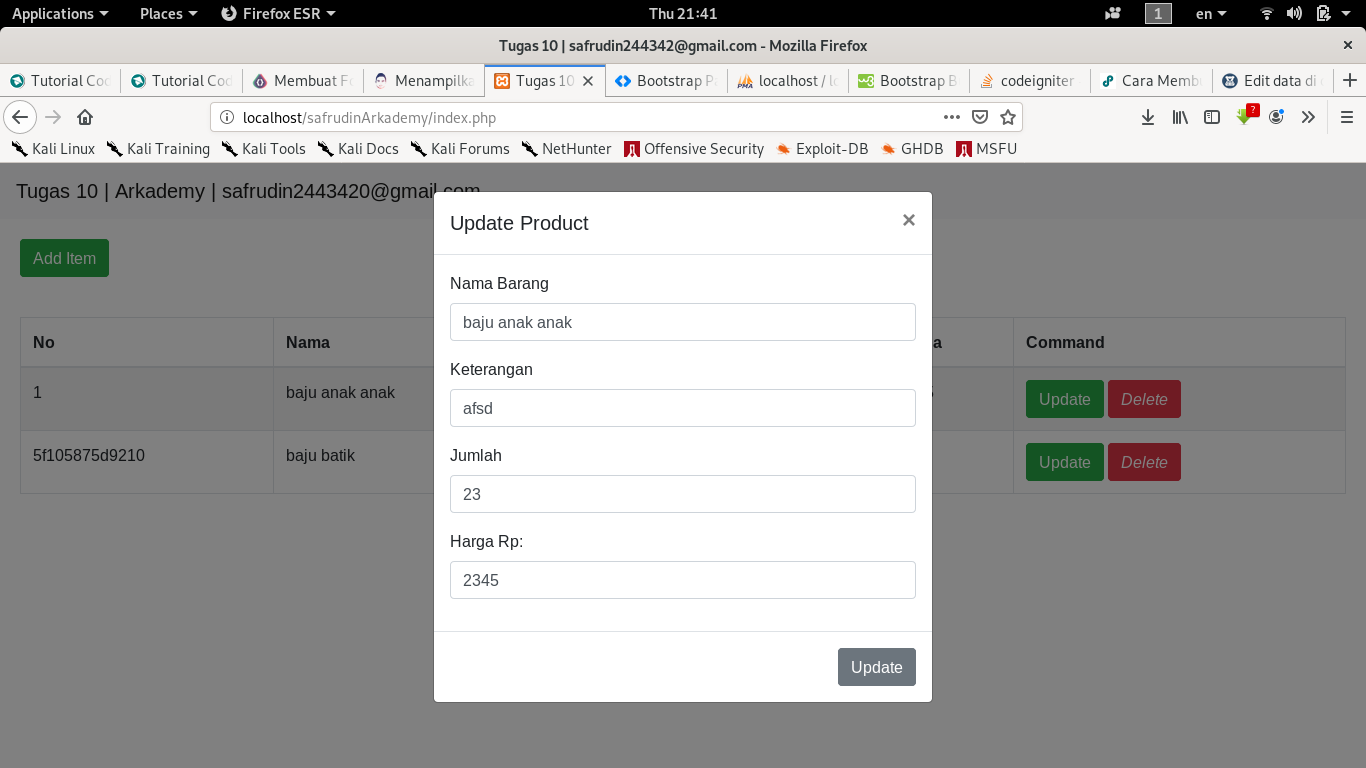 Applications Places Firefox ESR Thu 21:41 1 en
Tugas 10 | safrudin244342@gmail.com - Mozilla Firefox
Tutorial Coc Tutorial Coc Membuat Fo Menampilka Tugas 10 Bootstrap Pa localhost / lo Bootstrap B codeigniter Cara Membu Edit data di
localhost/safrudinArkademy/index.php ?
Kali Linux Kali Training Kali Tools Kali Docs Kali Forums NetHunter Offensive Security Exploit-DB GHDB MSFU
Tugas 10 | Arkademy | safrudin2443420@gmail.com
Update Product ×
Add Item
Nama Barang
baju anak anak
No Nama Command
Keterangan
1 baju anak anak Update Delete
afsd
Jumlah
5f105875d9210 baju batik Update Delete
23
Harga Rp:
2345
Update